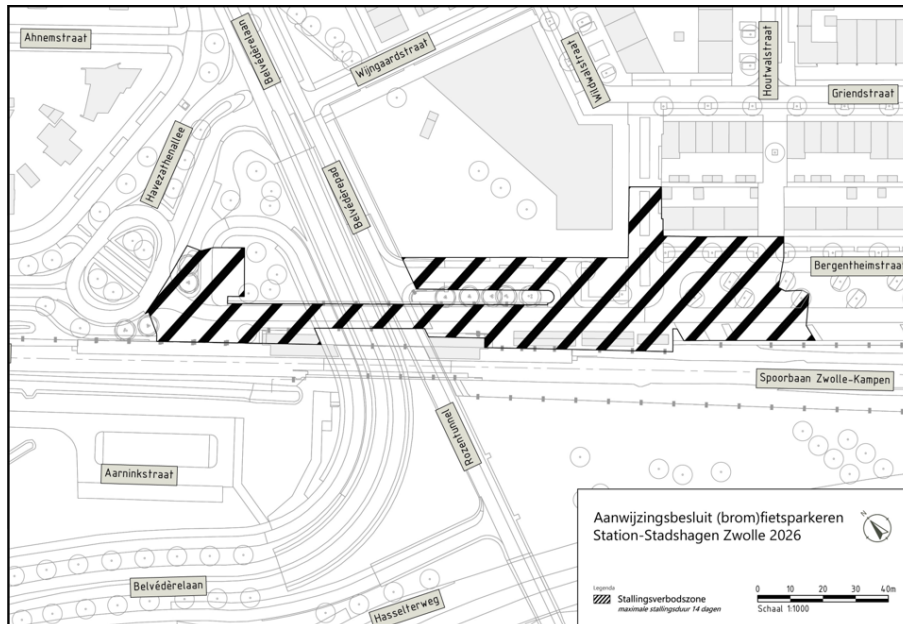 Ahnemstraat
Belvédèrelaan
Wijngaardstraat
Wildwalstraat
Houtwalstraat
Griendstraat
Havezathenallee
Belvédèrepad
Bergentheimstraat
Spoorbaan Zwolle-Kampen
Rozentunnel
Aarninkstraat
Belvédèrelaan
Hasselterweg
Aanwijzingsbesluit (brom)fietsparkeren
Station-Stadshagen Zwolle 2026
N
Legenda
Stallingsverbodszone
maximale stallingsduur 14 dagen
0 10 20 30 40m
Schaal 1:1000